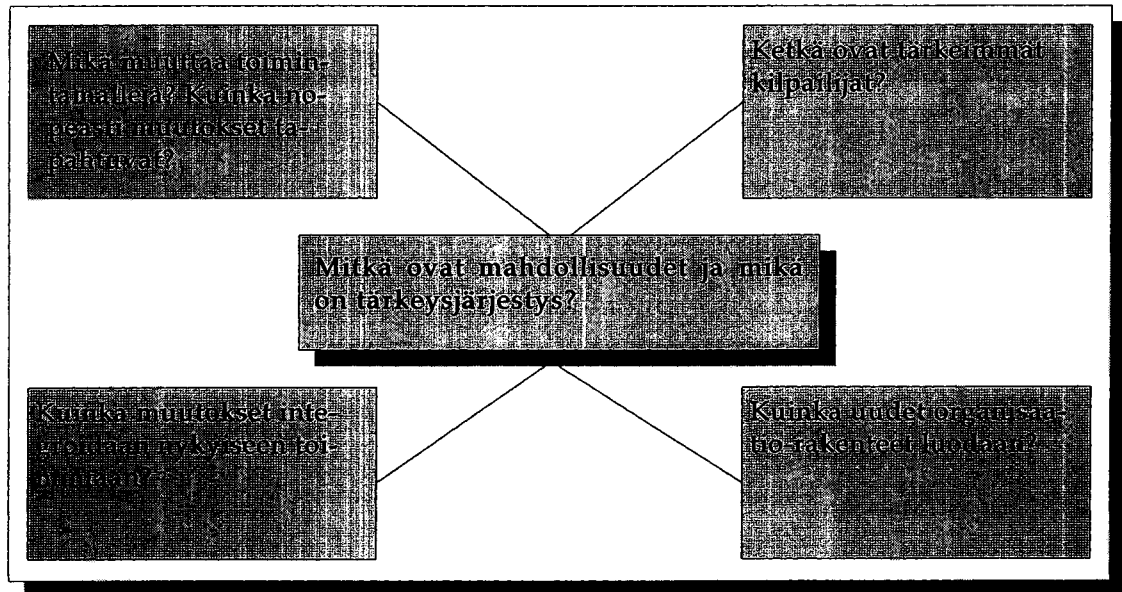 Mikä muuttaa toimin-
tamalleja? Kuinka no-
peasti muutokset ta-
pahtuvat?
Ketkä ovat tärkeimmät
kilpailijat?
Mitkä ovat mahdollisuudet ja mikä
on tärkeysjärjestys?
Kuinka muutokset inte-
groidaan nykyiseen toi-
mintaan?
Kuinka uudet organisaa-
tio-rakenteet luodaan?